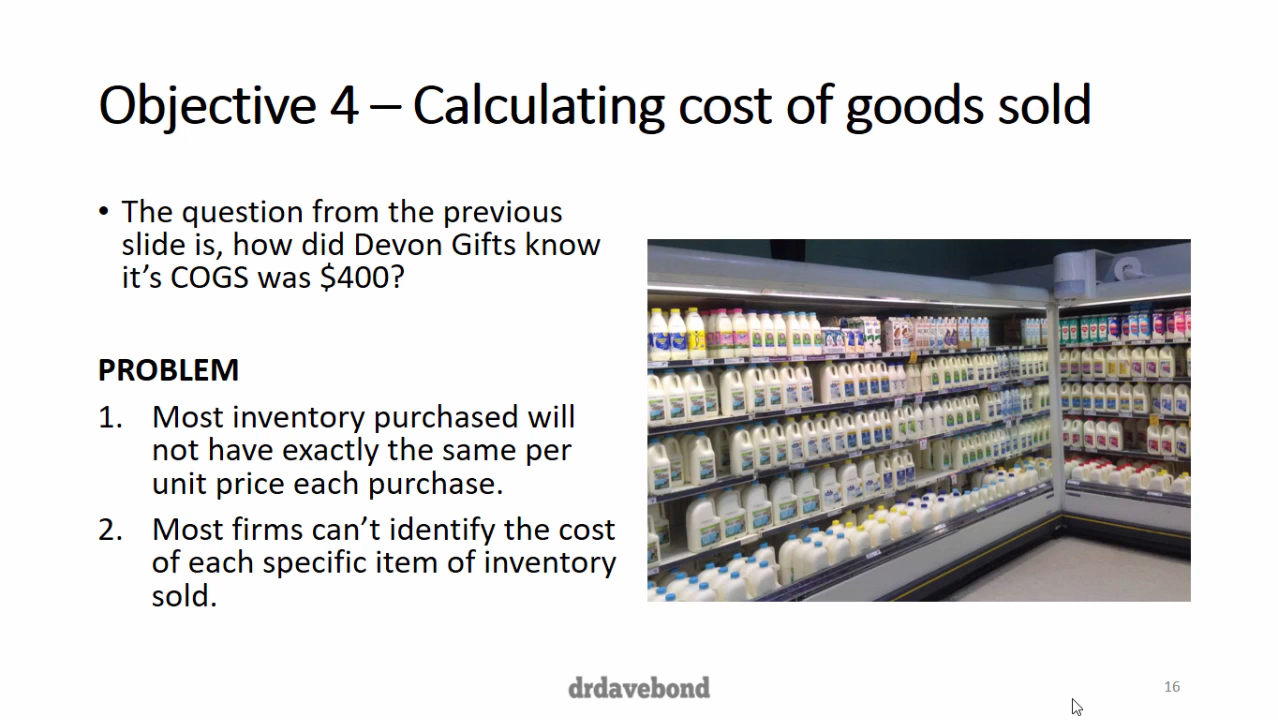 Objective 4 – Calculating cost of goods sold
• The question from the previous
slide is, how did Devon Gifts know
it’s COGS was $400?
PROBLEM
1. Most inventory purchased will
not have exactly the same per
unit price each purchase.
2. Most firms can’t identify the cost
of each specific item of inventory
sold.
drdavebond
16